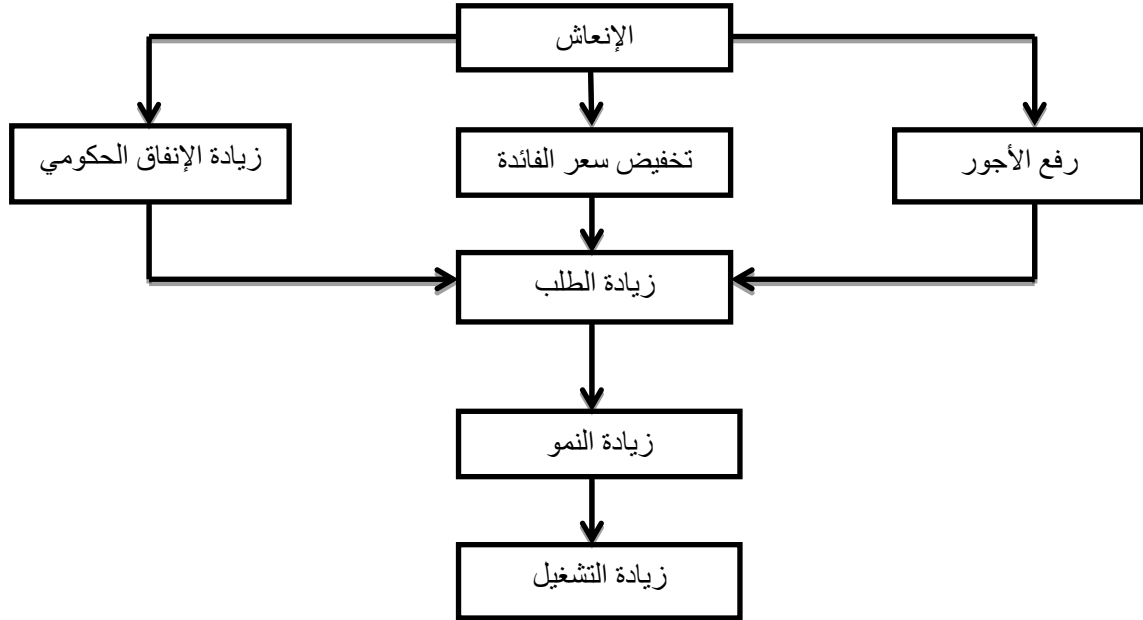 الإنعاش
رفع الأجور
تخفيض سعر الفائدة
زيادة الإنفاق الحكومي
زيادة الطلب
زيادة النمو
زيادة التشغيل